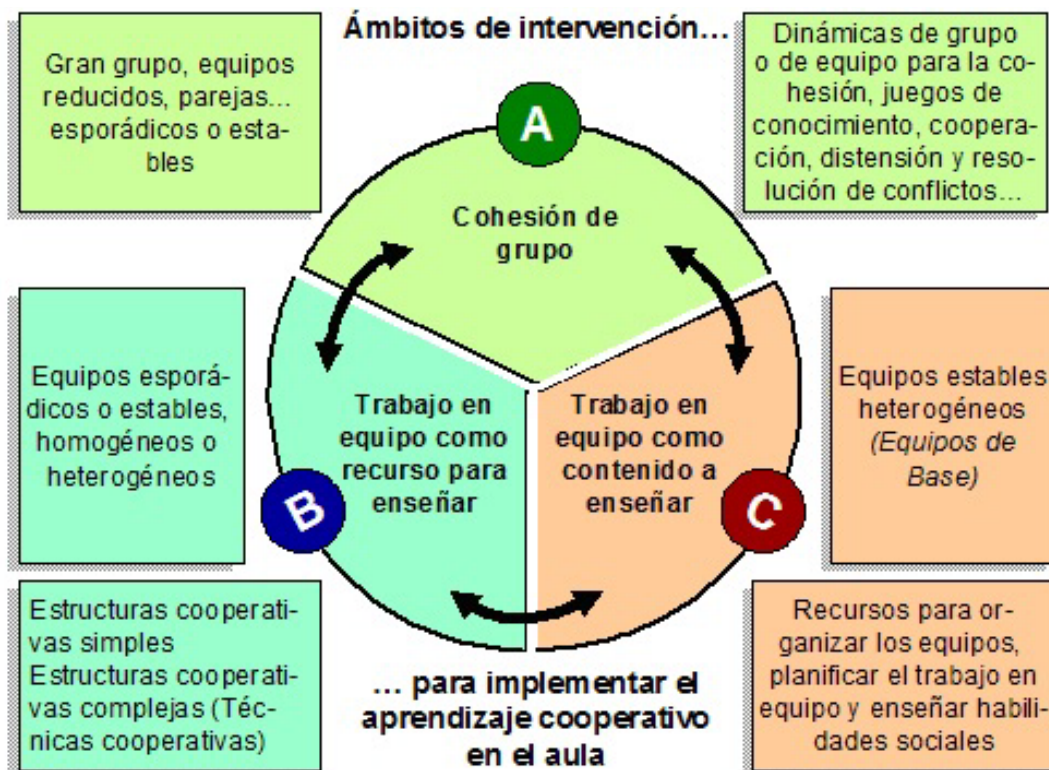 Ámbitos de intervención...
Gran grupo, equipos
reducidos, parejas...
esporádicos o esta-
bles
Dinámicas de grupo
o de equipo para la co-
hesión, juegos de
conocimiento, coopera-
ción, distensión y reso-
lución de conflictos...
A
Cohesión de
grupo
Equipos esporá-
dicos o estables,
homogéneos o
heterogéneos
Trabajo en
equipo como
recurso para
enseñar
B
Trabajo en
equipo como
contenido a
enseñar
C
Equipos estables
heterogéneos
(Equipos de
Base)
Estructuras cooperati-
vas simples
Estructuras cooperati-
vas complejas (Téc-
nicas cooperativas)
... para implementar el
aprendizaje cooperativo
en el aula
Recursos para or-
ganizar los equipos,
planificar el trabajo en
equipo y enseñar habili-
dades sociales